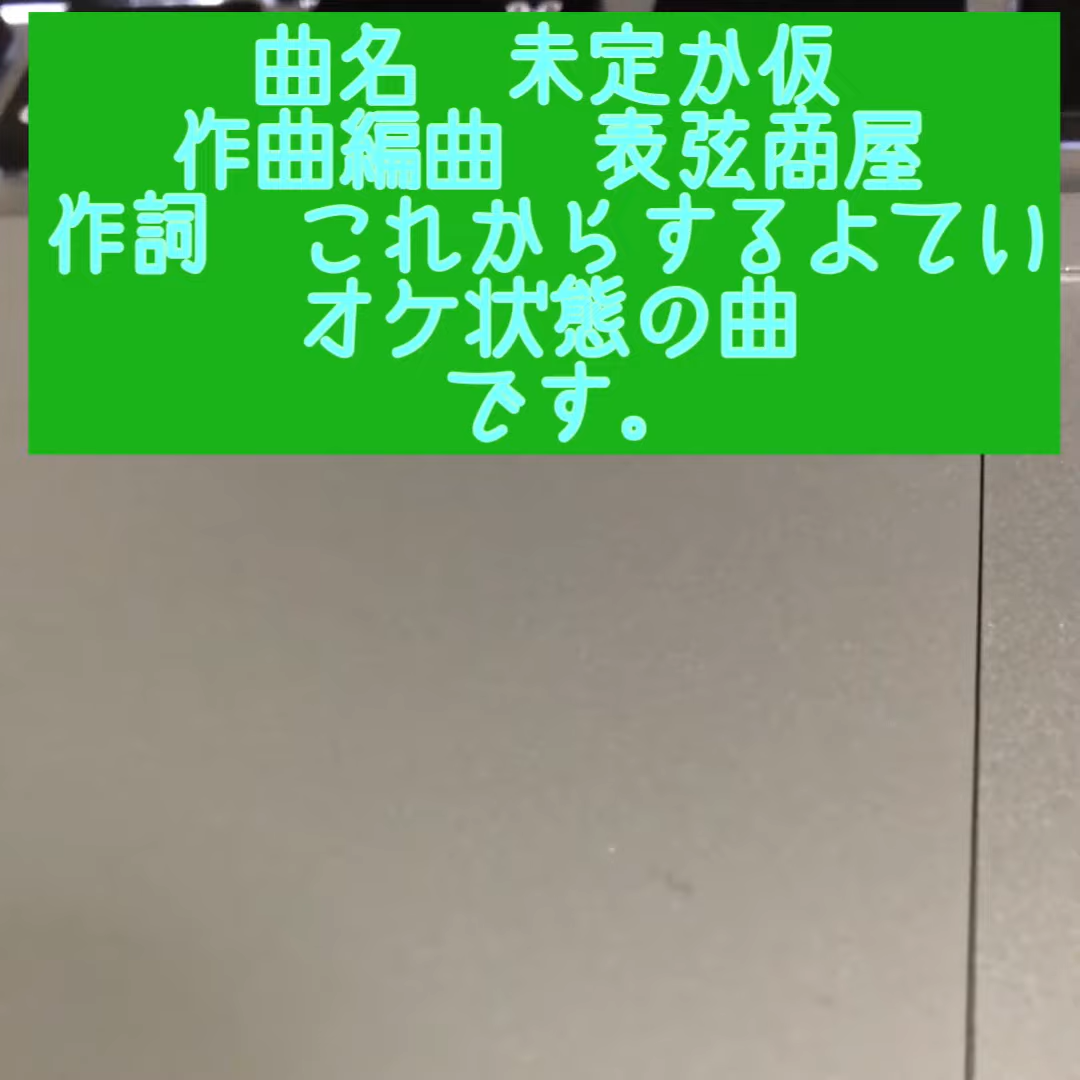 曲名　未定か仮
作曲編曲　表弦商屋
作詞　これからするよてい
オケ状態の曲
です。